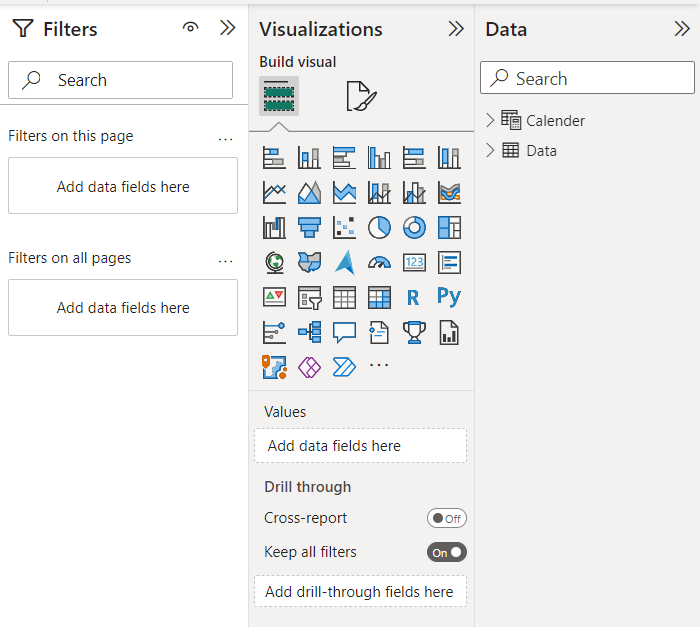 Filters
Search
Filters on this page
...
Add data fields here
Filters on all pages
...
Add data fields here
Visualizations
Build visual
123
R
Py
...
Values
Add data fields here
Drill through
Cross-report
Off
Keep all filters
On
Add drill-through fields here
Data
Search
Calender
Data